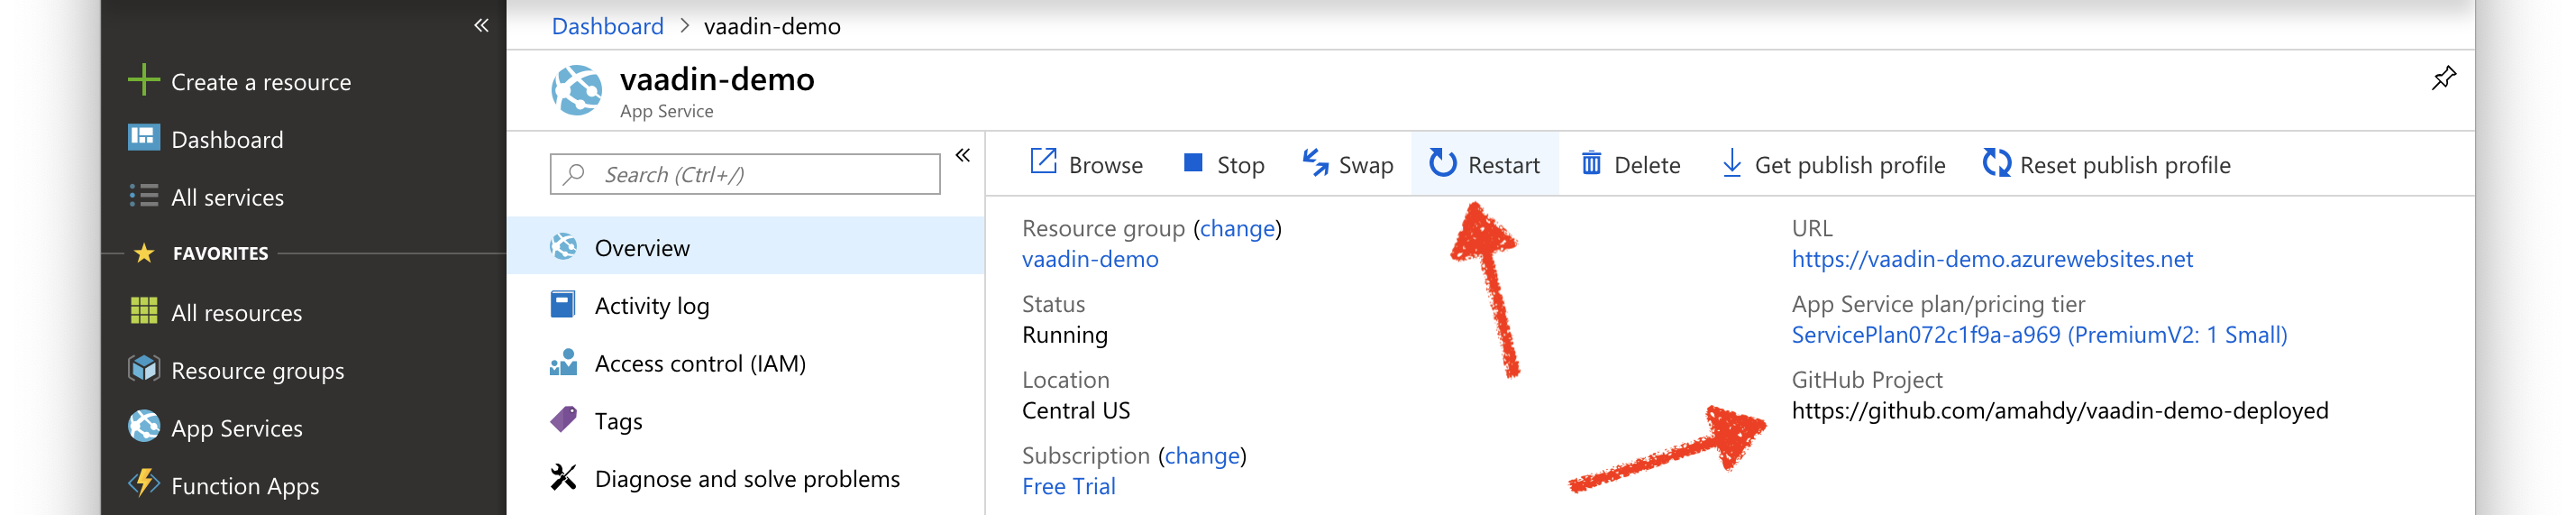 Create a resource
Dashboard
All services
FAVORITES
All resources
Resource groups
App Services
Function Apps
Dashboard > vaadin-demo
vaadin-demo
App Service
Search (Ctrl+/)
Overview
Activity log
Access control (IAM)
Tags
Diagnose and solve problems
Browse Stop Swap Restart Delete Get publish profile Reset publish profile
Resource group (change)
vaadin-demo
Status
Running
Location
Central US
Subscription (change)
Free Trial
URL
https://vaadin-demo.azurewebsites.net
App Service plan/pricing tier
ServicePlan072c1f9a-a969 (PremiumV2: 1 Small)
GitHub Project
https://github.com/amahdy/vaadin-demo-deployed